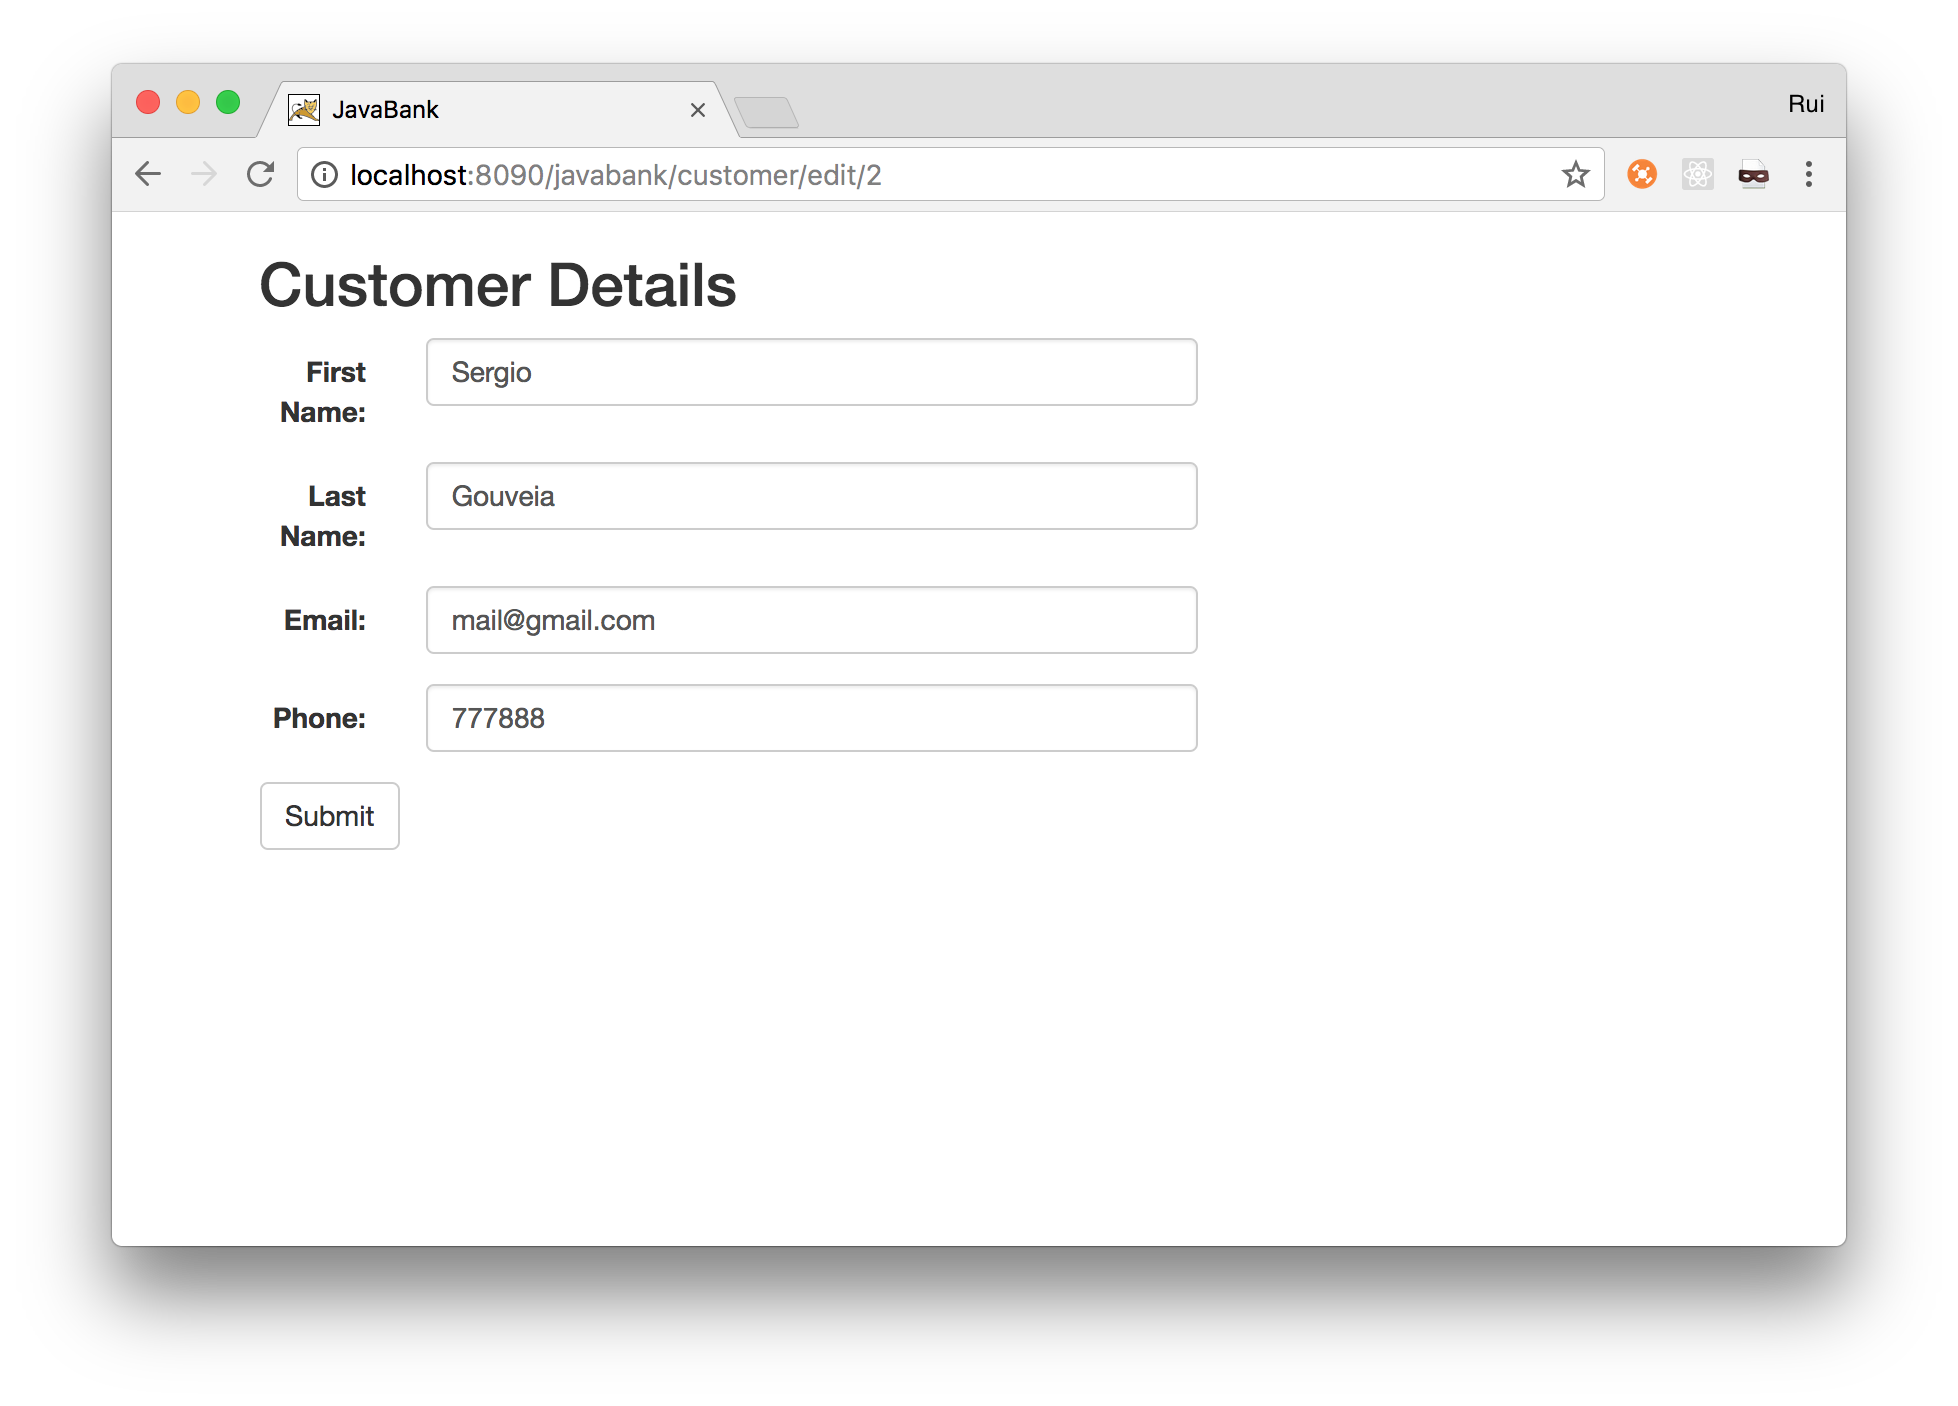 JavaBank
Rui
localhost:8090/javabank/customer/edit/2
Customer Details
First
Name:
Sergio
Last
Name:
Gouveia
Email:
mail@gmail.com
Phone:
777888
Submit